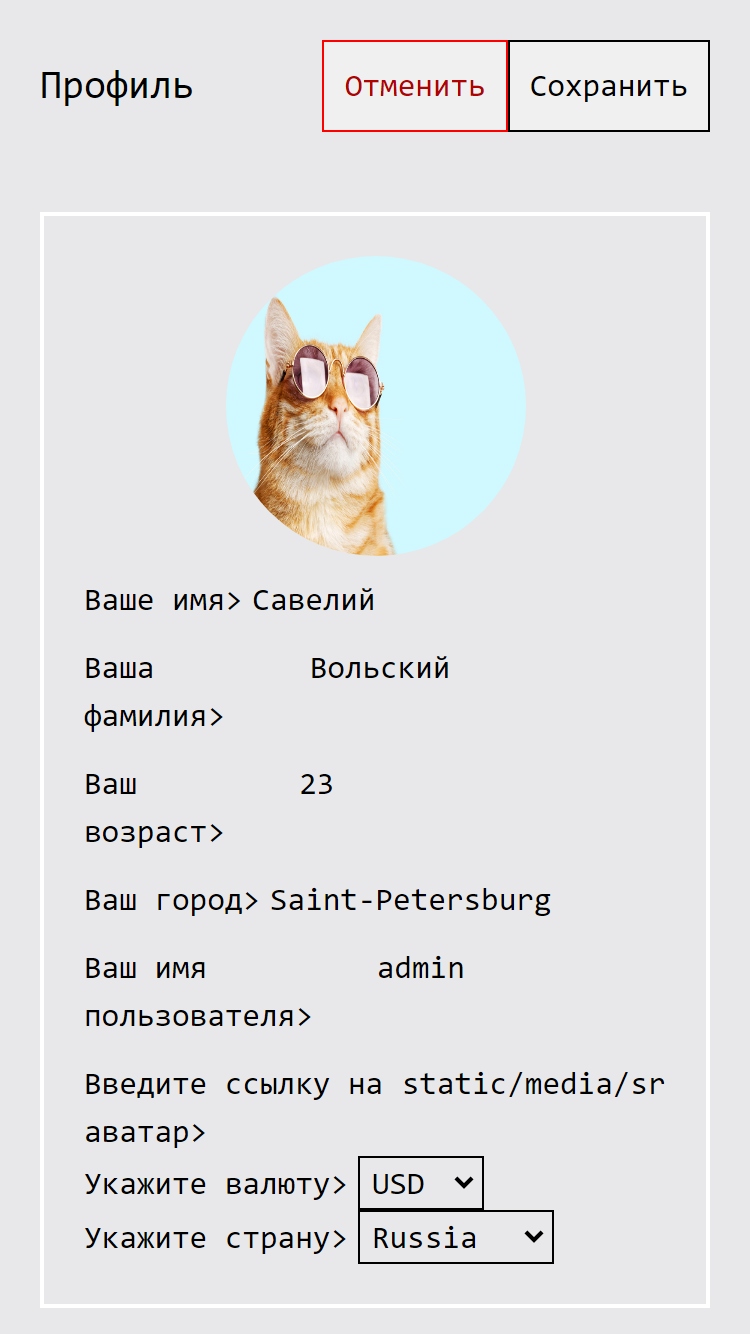 Профиль Отменить Сохранить
Ваше имя> Савелий
Ваша Вольский
фамилия>
Ваш 23
возраст>
Ваш город> Saint-Petersburg
Ваш имя admin
пользователя>
Введите ссылку на static/media/sr
аватар>
Укажите валюту> USD
Укажите страну> Russia